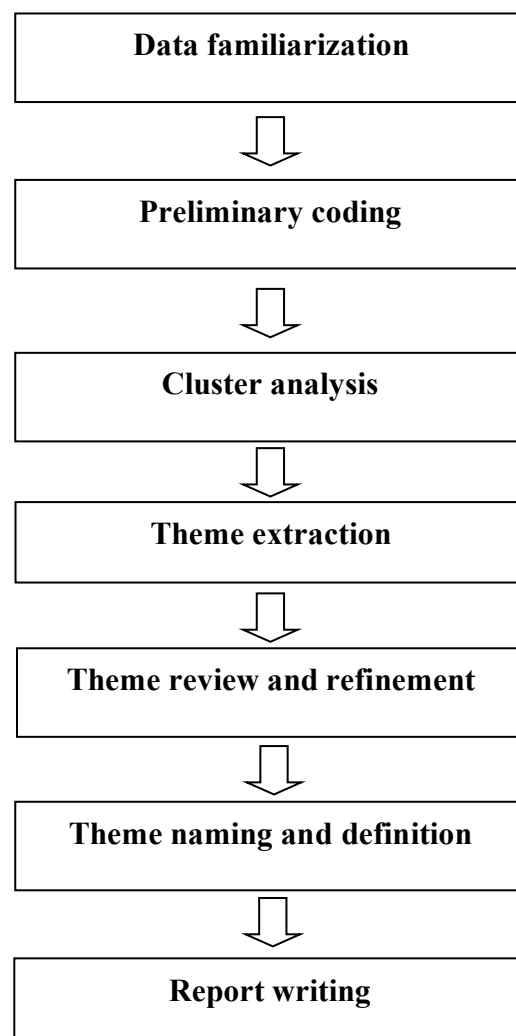 Data familiarization
Preliminary coding
Cluster analysis
Theme extraction
Theme review and refinement
Theme naming and definition
Report writing